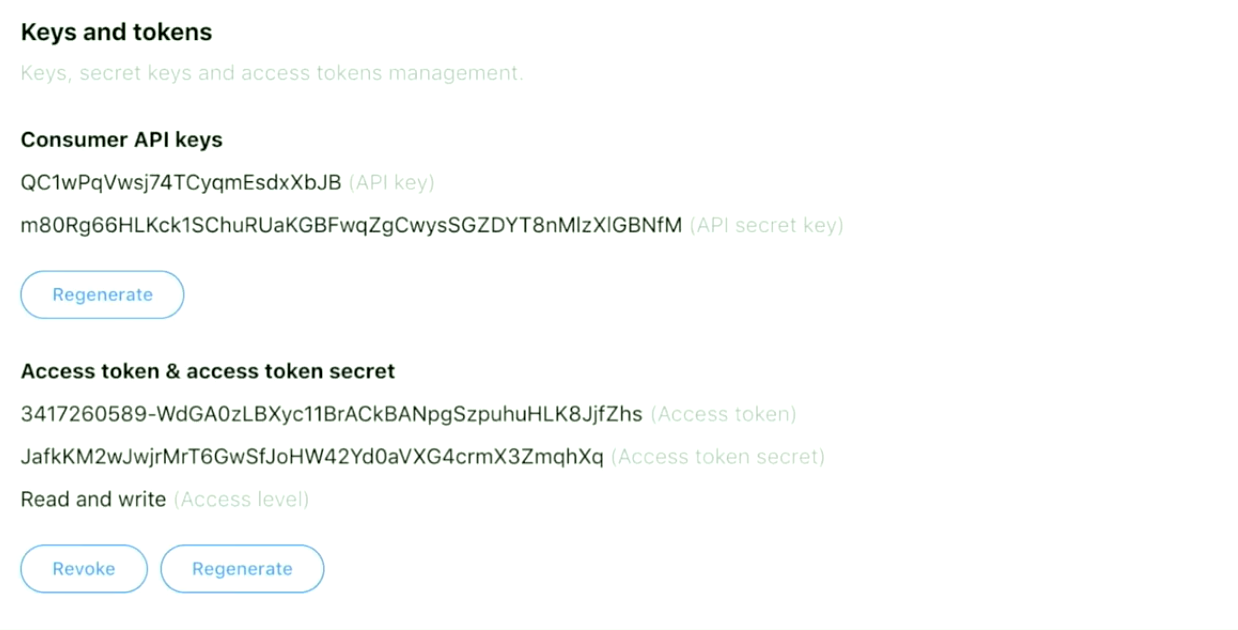 Keys and tokens
Keys, secret keys and access tokens management.
Consumer API keys
QC1wPqVwsj74TCyqmEsdxXbJB (API key)
m80Rg66HLKck1SChuRUaKGBFwqZgCwysSGZDYT8nMlzXlGBNfM (API secret key)
Regenerate
Access token & access token secret
3417260589-WdGA0zLBXyc11BrACkBANpgSzpuhuHLK8JjfZhs (Access token)
JafkKM2wJwjrMrT6GwSfJoHW42Yd0aVXG4crmX3ZmqhXq (Access token secret)
Read and write (Access level)
Revoke Regenerate